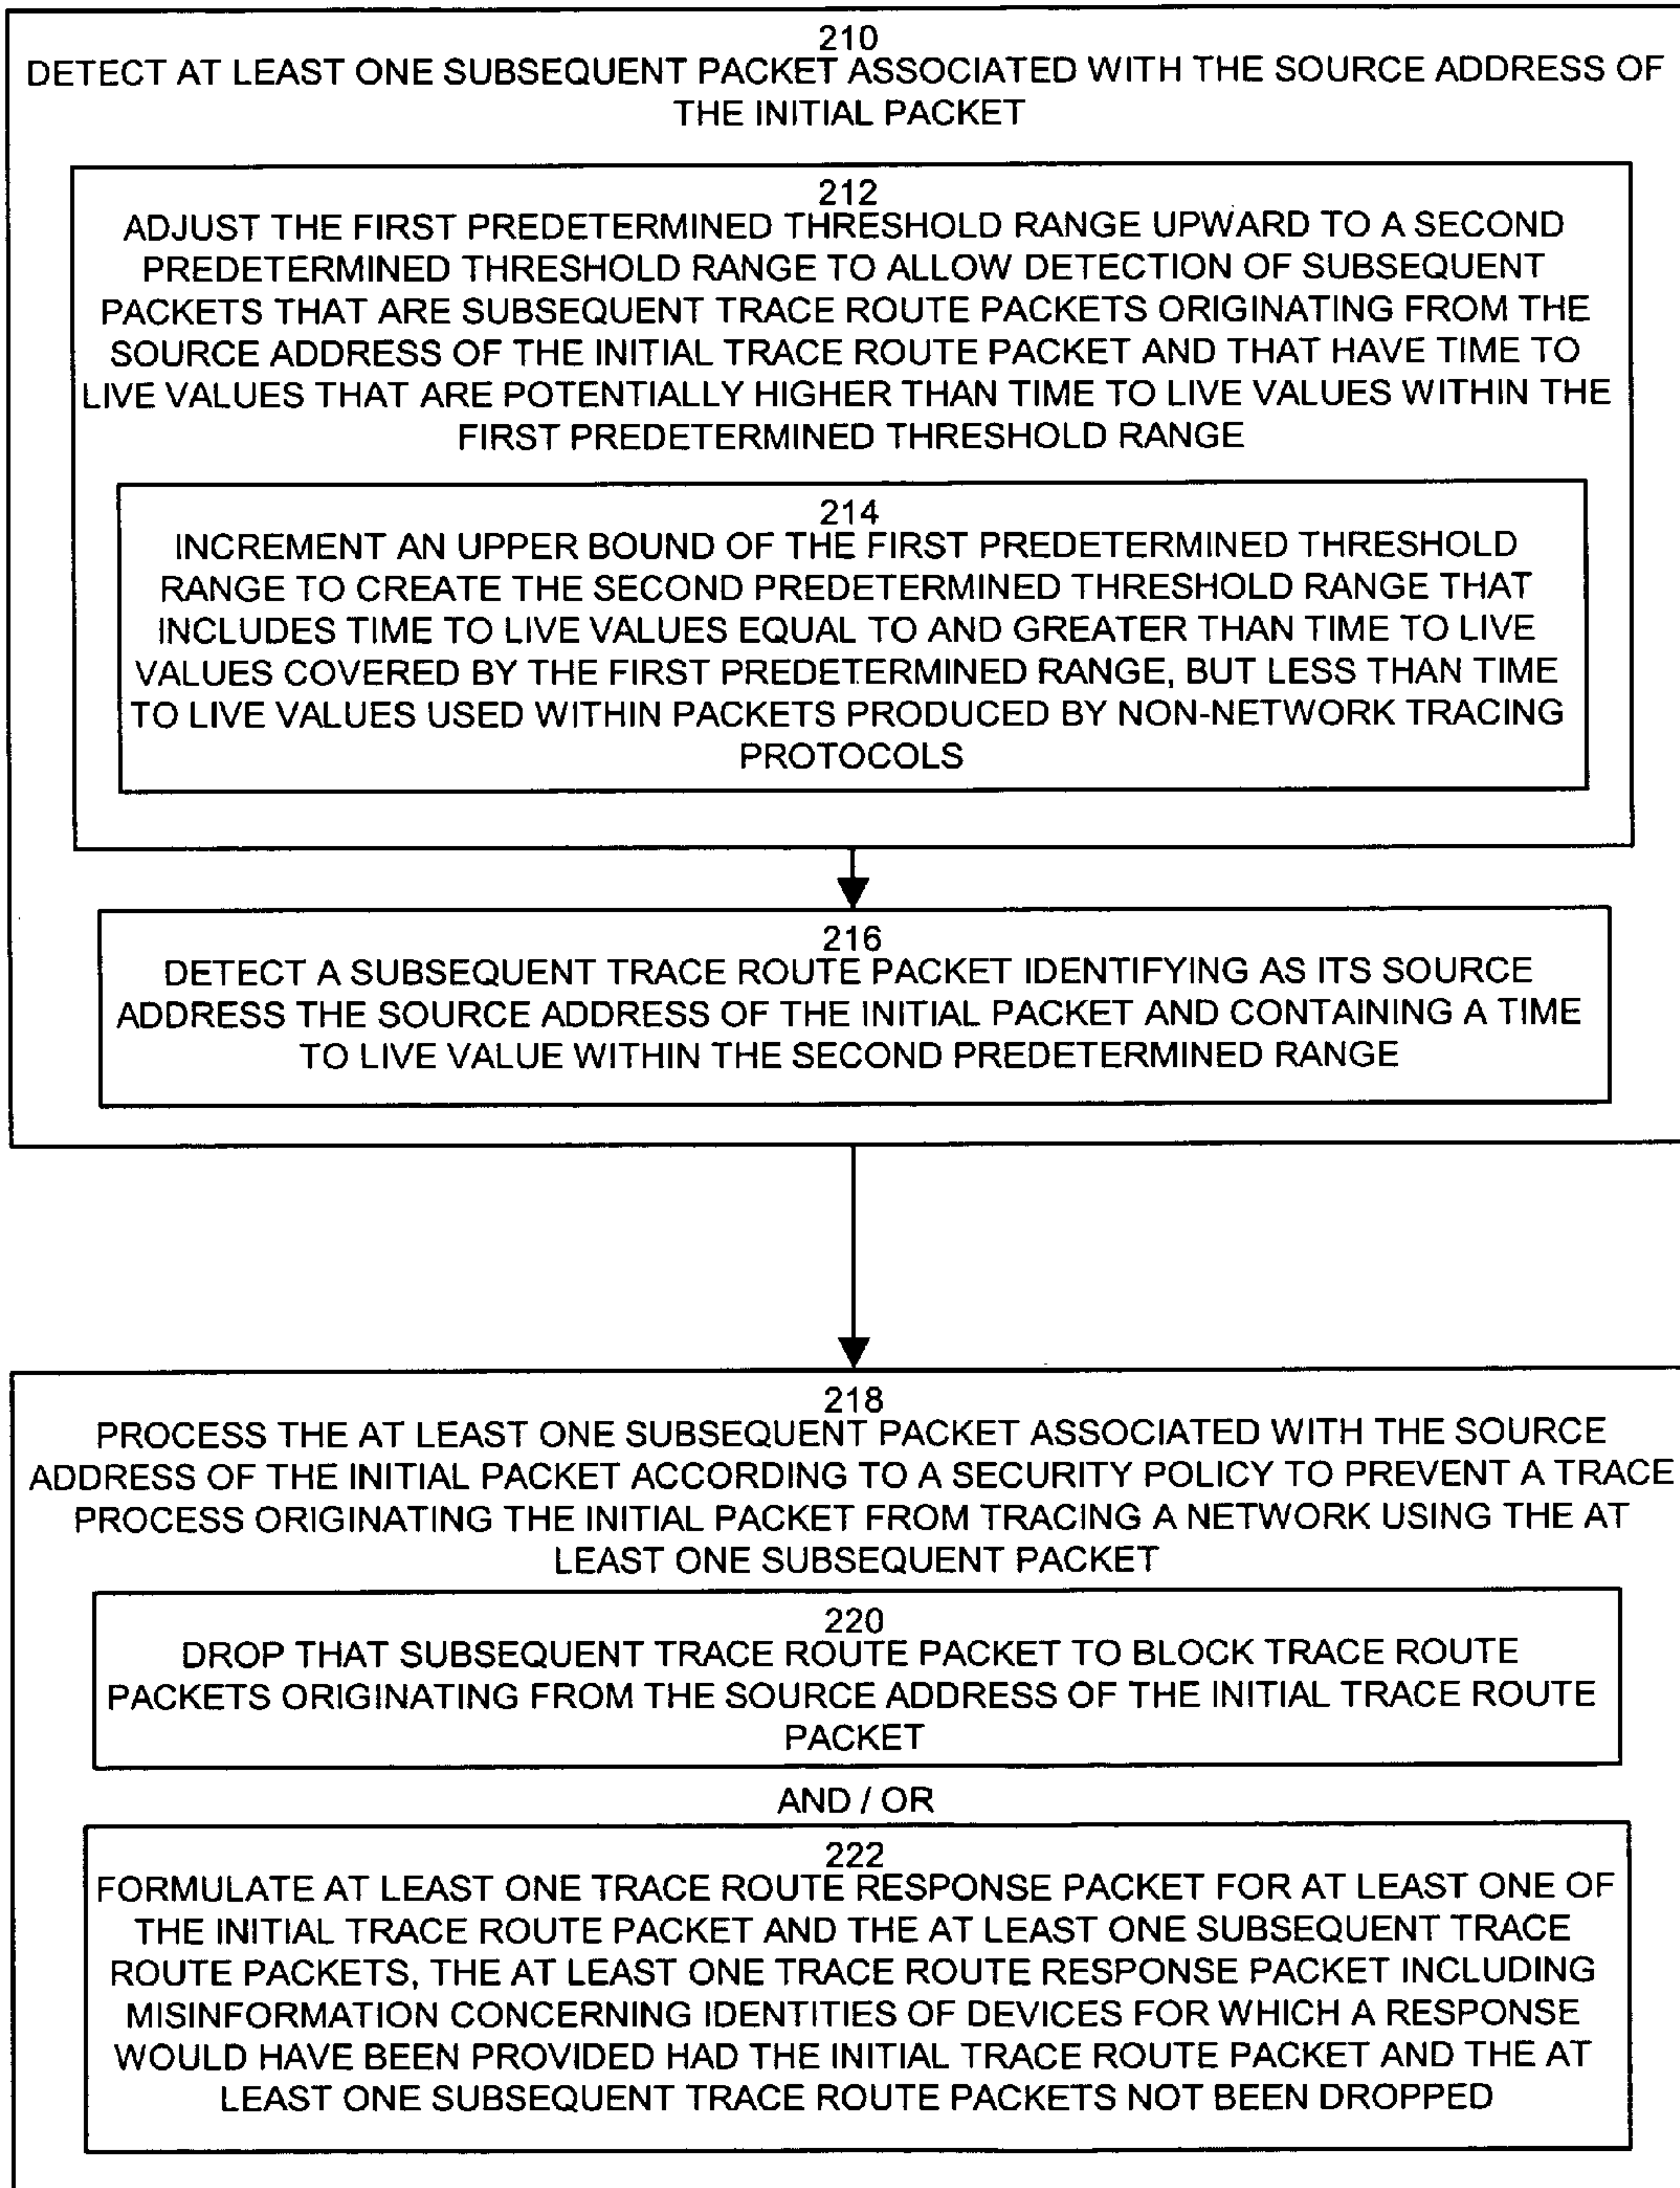 210
DETECT AT LEAST ONE SUBSEQUENT PACKET ASSOCIATED WITH THE SOURCE ADDRESS OF
THE INITIAL PACKET
212
ADJUST THE FIRST PREDETERMINED THRESHOLD RANGE UPWARD TO A SECOND
PREDETERMINED THRESHOLD RANGE TO ALLOW DETECTION OF SUBSEQUENT
PACKETS THAT ARE SUBSEQUENT TRACE ROUTE PACKETS ORIGINATING FROM THE
SOURCE ADDRESS OF THE INITIAL TRACE ROUTE PACKET AND THAT HAVE TIME TO
LIVE VALUES THAT ARE POTENTIALLY HIGHER THAN TIME TO LIVE VALUES WITHIN THE
FIRST PREDETERMINED THRESHOLD RANGE
214
INCREMENT AN UPPER BOUND OF THE FIRST PREDETERMINED THRESHOLD
RANGE TO CREATE THE SECOND PREDETERMINED THRESHOLD RANGE THAT
INCLUDES TIME TO LIVE VALUES EQUAL TO AND GREATER THAN TIME TO LIVE
VALUES COVERED BY THE FIRST PREDETERMINED RANGE, BUT LESS THAN TIME
TO LIVE VALUES USED WITHIN PACKETS PRODUCED BY NON-NETWORK TRACING
PROTOCOLS
216
DETECT A SUBSEQUENT TRACE ROUTE PACKET IDENTIFYING AS ITS SOURCE
ADDRESS THE SOURCE ADDRESS OF THE INITIAL PACKET AND CONTAINING A TIME
TO LIVE VALUE WITHIN THE SECOND PREDETERMINED RANGE
218
PROCESS THE AT LEAST ONE SUBSEQUENT PACKET ASSOCIATED WITH THE SOURCE
ADDRESS OF THE INITIAL PACKET ACCORDING TO A SECURITY POLICY TO PREVENT A TRACE
PROCESS ORIGINATING THE INITIAL PACKET FROM TRACING A NETWORK USING THE AT
LEAST ONE SUBSEQUENT PACKET
220
DROP THAT SUBSEQUENT TRACE ROUTE PACKET TO BLOCK TRACE ROUTE
PACKETS ORIGINATING FROM THE SOURCE ADDRESS OF THE INITIAL TRACE ROUTE
PACKET
AND / OR
222
FORMULATE AT LEAST ONE TRACE ROUTE RESPONSE PACKET FOR AT LEAST ONE OF
THE INITIAL TRACE ROUTE PACKET AND THE AT LEAST ONE SUBSEQUENT TRACE
ROUTE PACKETS, THE AT LEAST ONE TRACE ROUTE RESPONSE PACKET INCLUDING
MISINFORMATION CONCERNING IDENTITIES OF DEVICES FOR WHICH A RESPONSE
WOULD HAVE BEEN PROVIDED HAD THE INITIAL TRACE ROUTE PACKET AND THE AT
LEAST ONE SUBSEQUENT TRACE ROUTE PACKETS NOT BEEN DROPPED